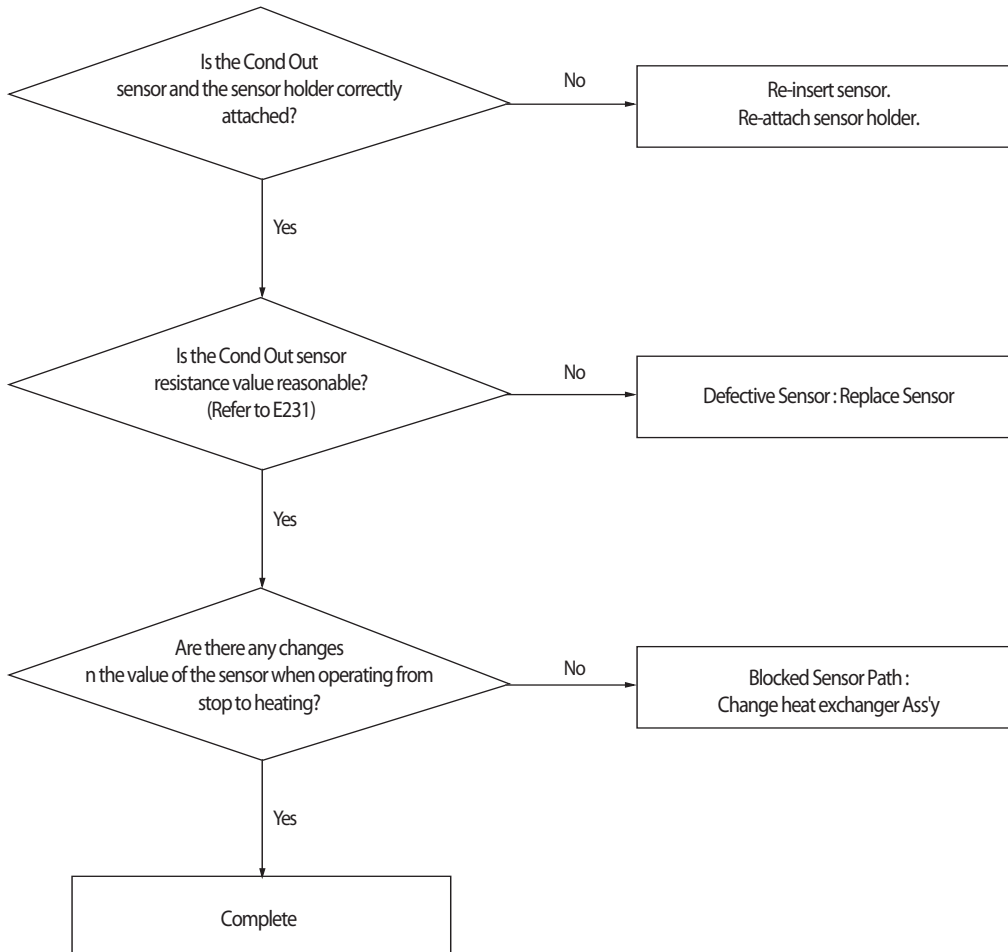 Is the Cond Out
sensor and the sensor holder correctly
attached?
No
Re-insert sensor.
Re-attach sensor holder.
Yes
Is the Cond Out sensor
resistance value reasonable?
(Refer to E231)
No
Defective Sensor : Replace Sensor
Yes
Are there any changes
n the value of the sensor when operating from
stop to heating?
No
Blocked Sensor Path :
Change heat exchanger Ass'y
Yes
Complete